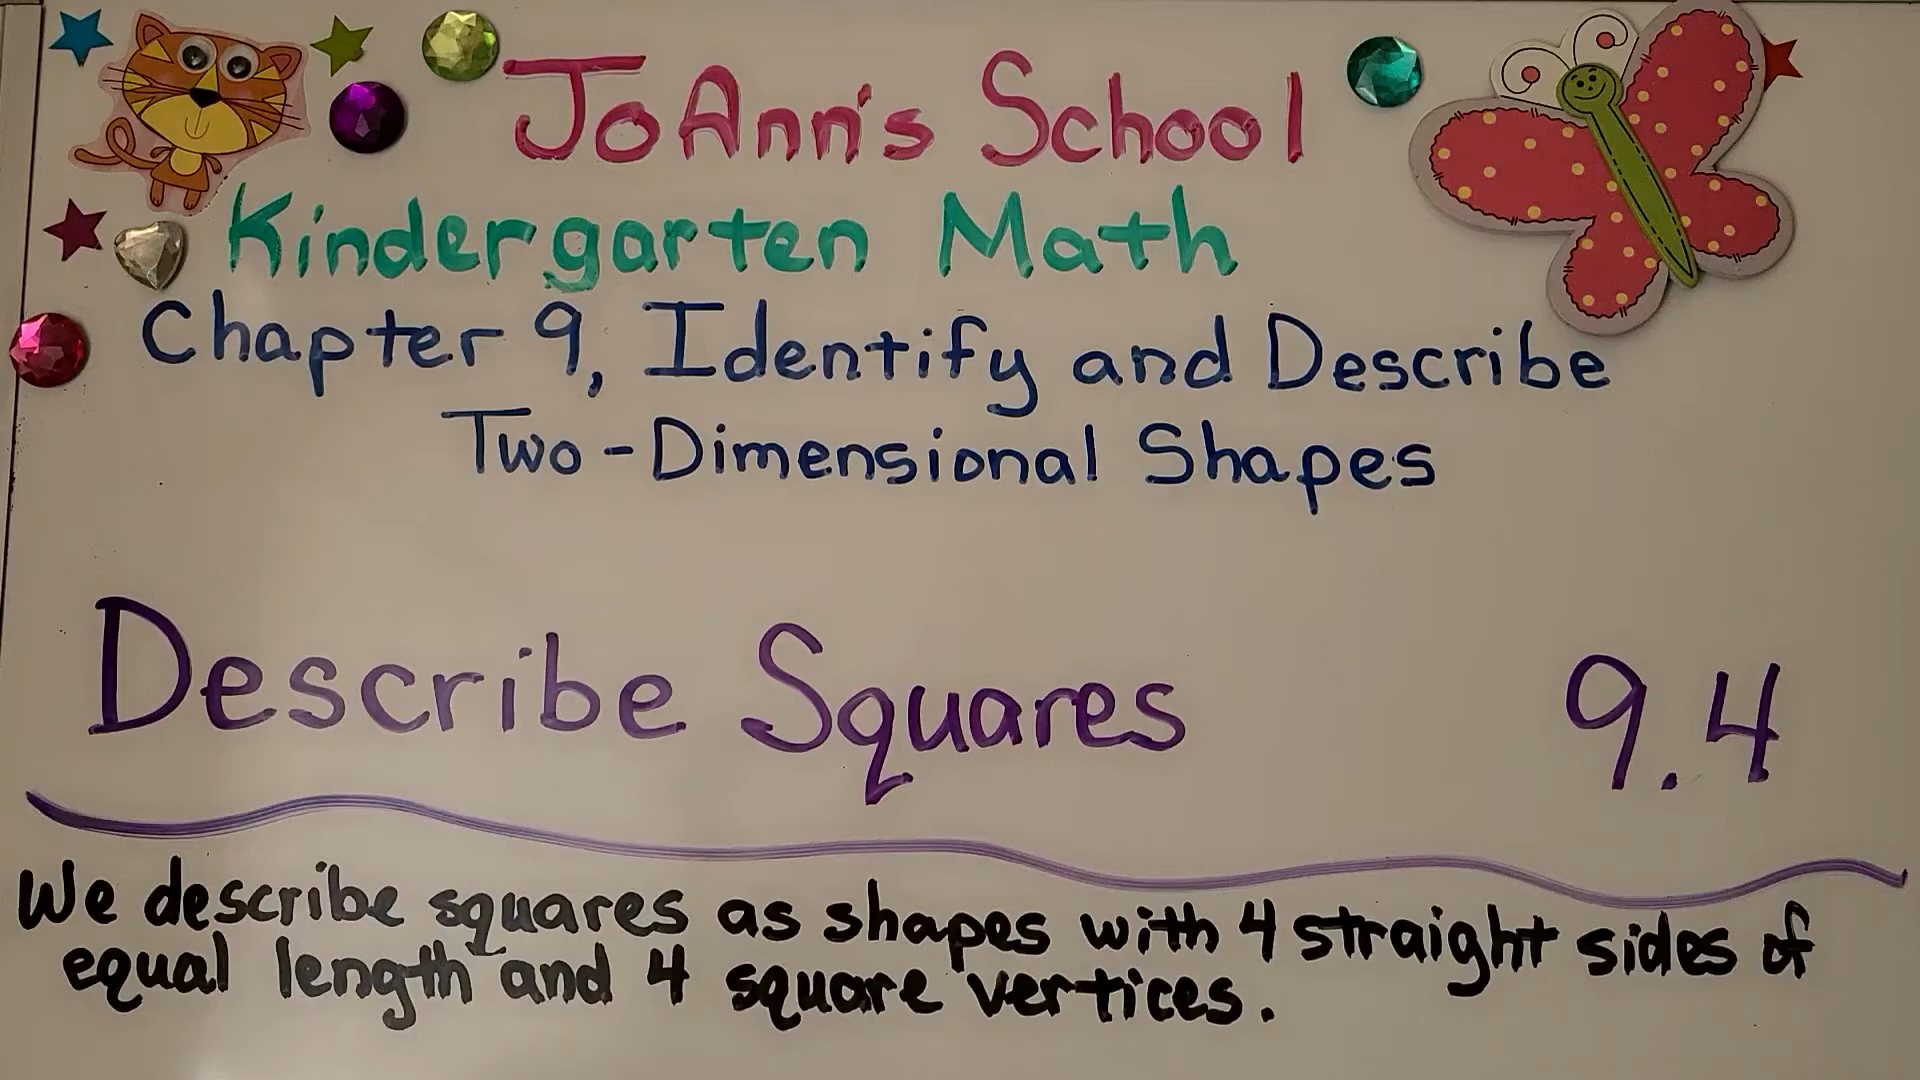 JoAnn's School
Kindergarten Math
Chapter 9, Identify and Describe
Two-Dimensional Shapes
Describe Squares 9.4
We describe squares as shapes with 4 straight sides of
equal length and 4 square vertices.